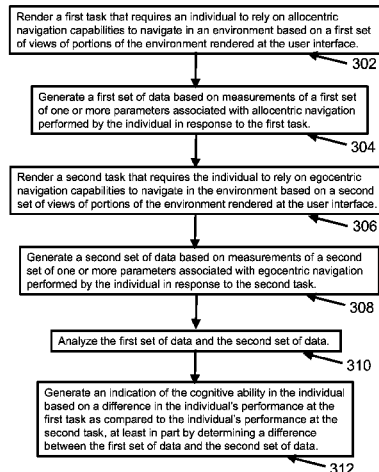 Render a first task that requires an individual to rely on allocentric
navigation capabilities to navigate in an environment based on a first set
of views of portions of the environment rendered at the user interface.
302
Generate a first set of data based on measurements of a first set
of one or more parameters associated with allocentric navigation
performed by the individual in response to the first task.
304
Render a second task that requires the individual to rely on egocentric
navigation capabilities to navigate in the environment based on a second
set of views of portions of the environment rendered at the user interface.
306
Generate a second set of data based on measurements of a second
set of one or more parameters associated with egocentric navigation
performed by the individual in response to the second task.
308
Analyze the first set of data and the second set of data.
310
Generate an indication of the cognitive ability in the individual
based on a difference in the individual's performance at the
first task as compared to the individual's performance at the
second task, at least in part by determining a difference
between the first set of data and the second set of data.
312